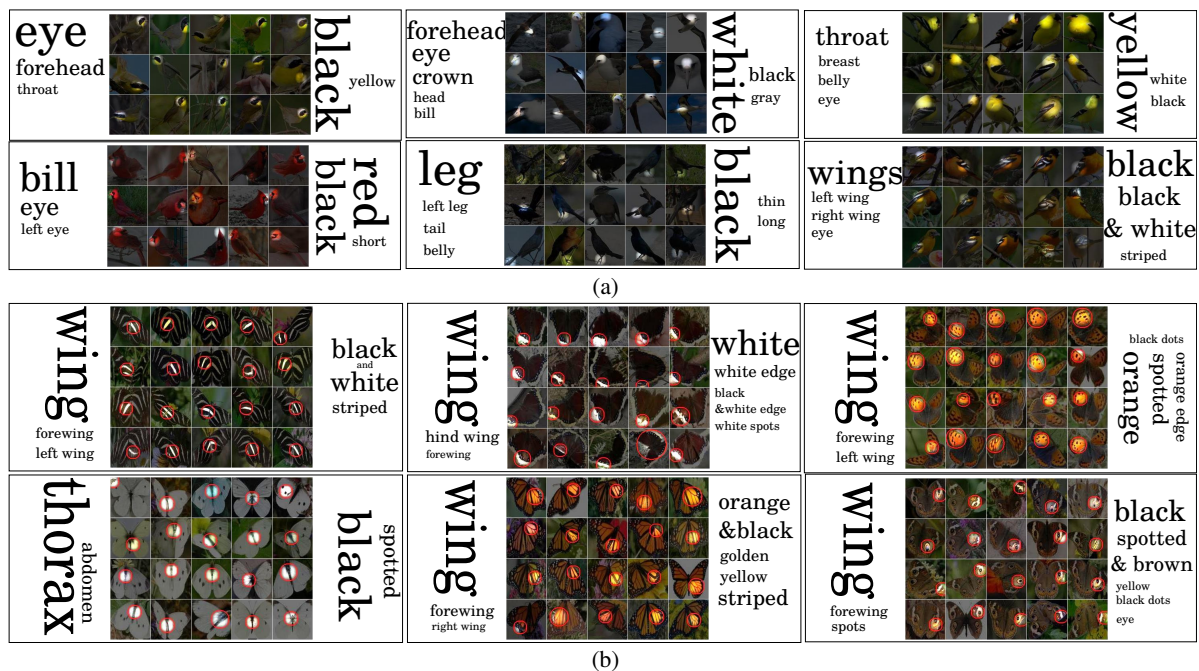 eye
forehead
throat
black
yellow
forehead
eye
crown
head
bill
white
black
gray
throat
breast
belly
eye
yellow
white
black
bill
eye
left eye
red
black
short
leg
left leg
tail
belly
black
thin
long
wings
left wing
right wing
eye
black
black
& white
striped
(a)
wing
forewing
left wing
black
and
white
striped
wing
hind wing
forewing
white
white edge
black
&white edge
white spots
wing
forewing
left wing
black dots
orange
spotted
orange edge
thorax
abdomen
black
spotted
wing
forewing
right wing
orange
&black
golden
yellow
striped
wing
forewing
spots
black
spotted
& brown
yellow
black dots
eye
(b)